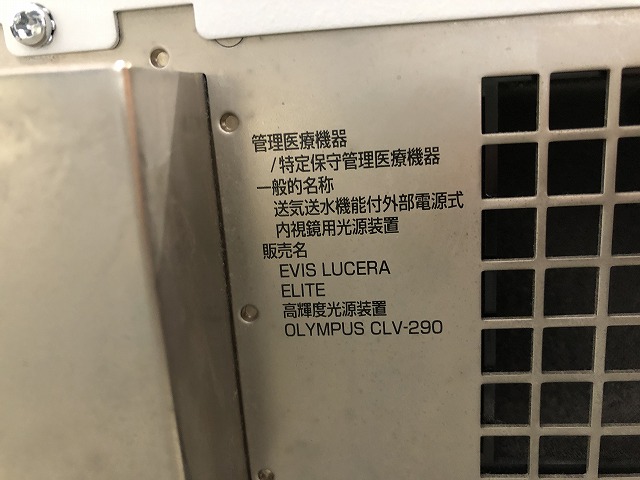 管理医療機器
/特定保守管理医療機器
一般的名称
送気送水機能付外部電源式
内視鏡用光源装置
販売名
EVIS LUCERA
ELITE
高輝度光源装置
OLYMPUS CLV-290